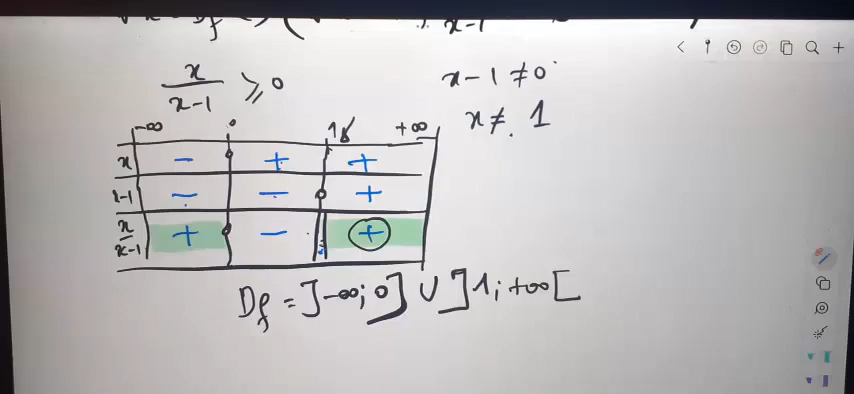 x/(x-1) ⩾ 0
x-1 ≠ 0
x ≠ 1
-∞ 0 1 +∞
x - + +
x-1 - - +
x/(x-1) + - +
Df = ]-∞; 0] ∪ ]1; +∞[